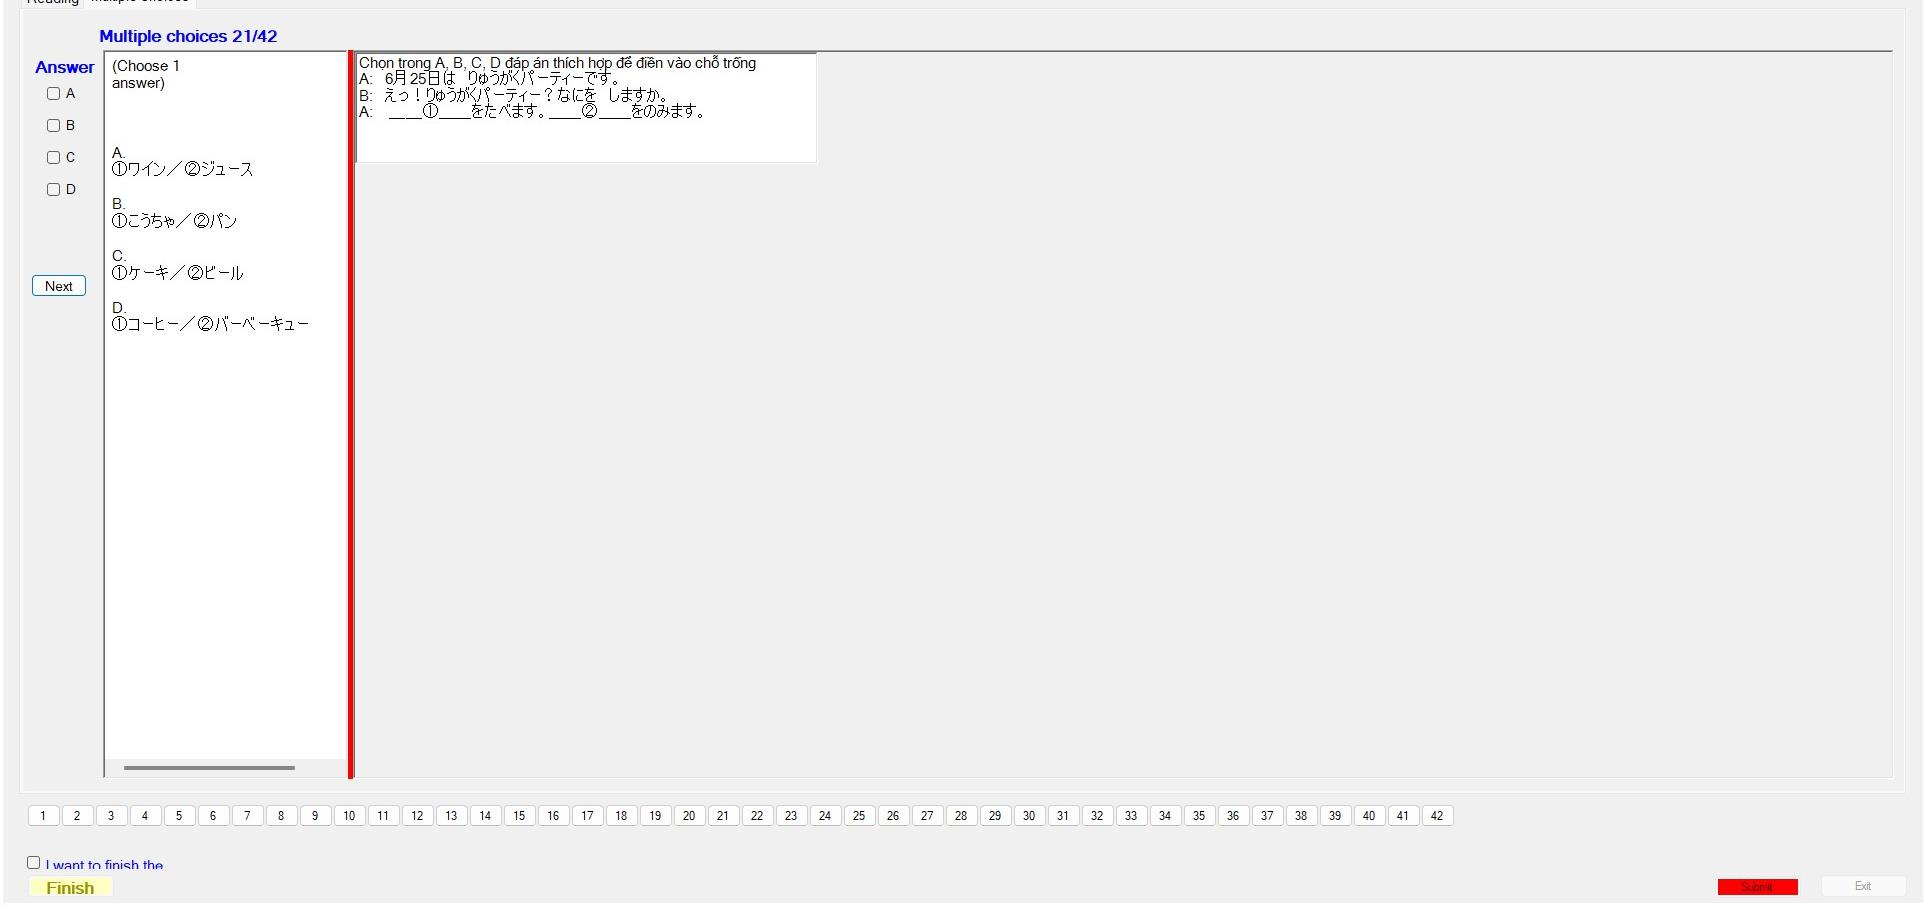 Multiple choices 21/42
Answer
A
B
C
D
Next
(Choose 1
answer)
A.
①ワイン／②ジュース
B.
①こうちゃ／②パン
C.
①ケーキ／②ビール
D.
①コーヒー／②バーベーキュー
Chọn trong A, B, C, D đáp án thích hợp để điền vào chỗ trống
A: 6月25日は りゅうがくパーティーです。
B: えっ！りゅうがくパーティー？なにを しますか。
A: ____①____をたべます。____②____をのみます。
1 2 3 4 5 6 7 8 9 10 11 12 13 14 15 16 17 18 19 20 21 22 23 24 25 26 27 28 29 30 31 32 33 34 35 36 37 38 39 40 41 42
I want to finish the
Finish
Submit
Exit